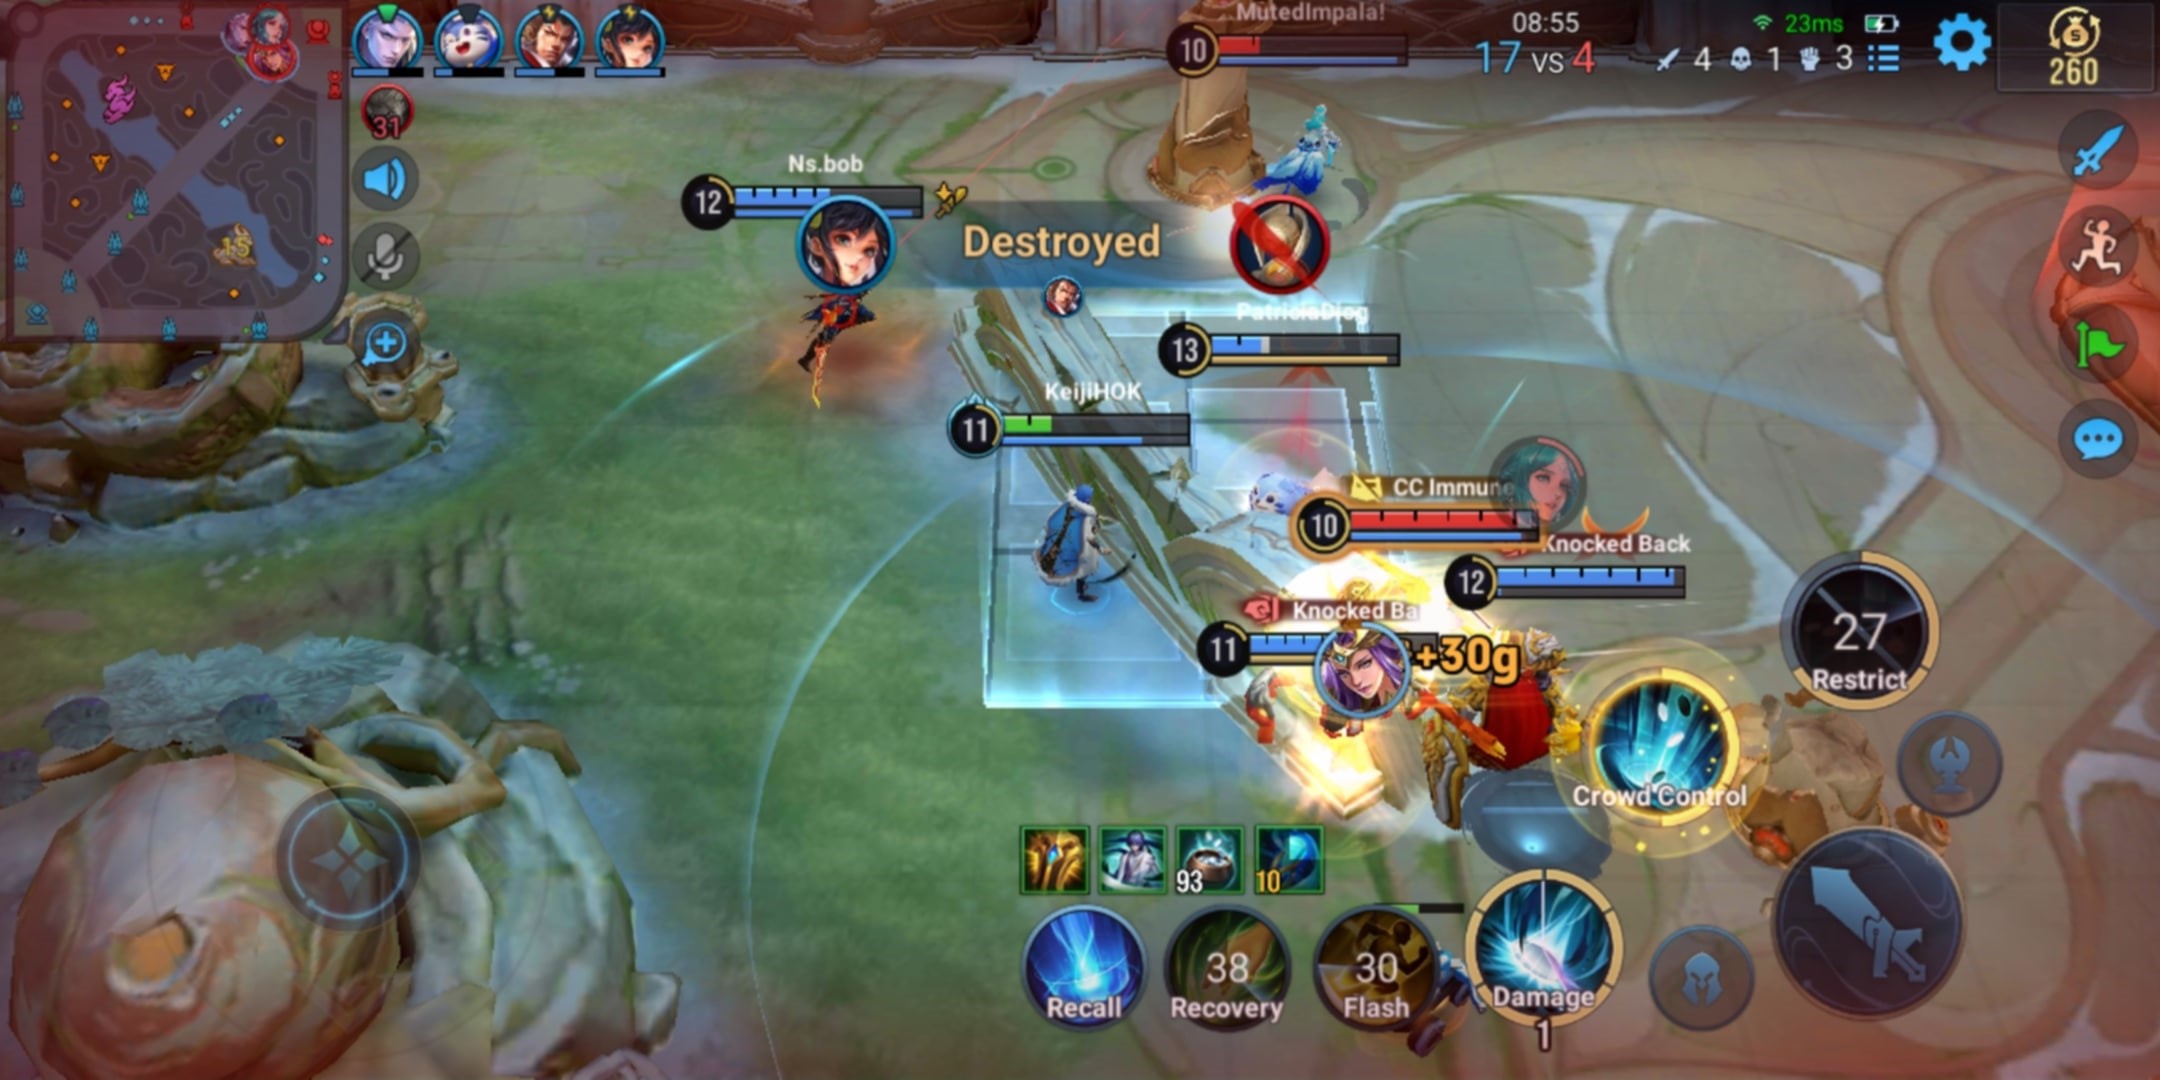 MutedImpala!
10
08:55
23ms
17 vs 4
4
1
3
260
31
15
Ns.bob
12
Destroyed
13
KeijiHOK
11
CC Immune
10
Knocked Back
12
Knocked Ba
11
+30g
27
Restrict
Crowd Control
93
10
Recall
38
Recovery
30
Flash
Damage
1